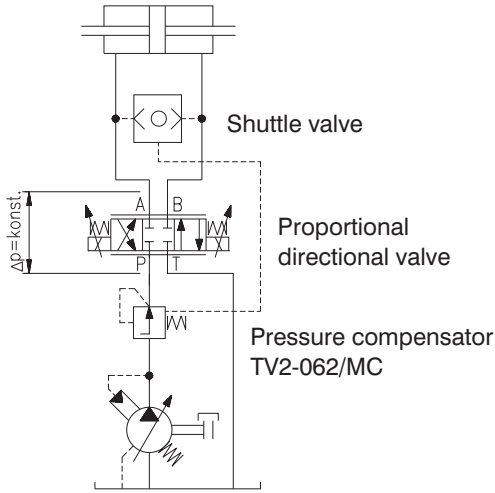 Shuttle valve
A B
Δp=konst.
Proportional
directional valve
P T
Pressure compensator
TV2-062/MC